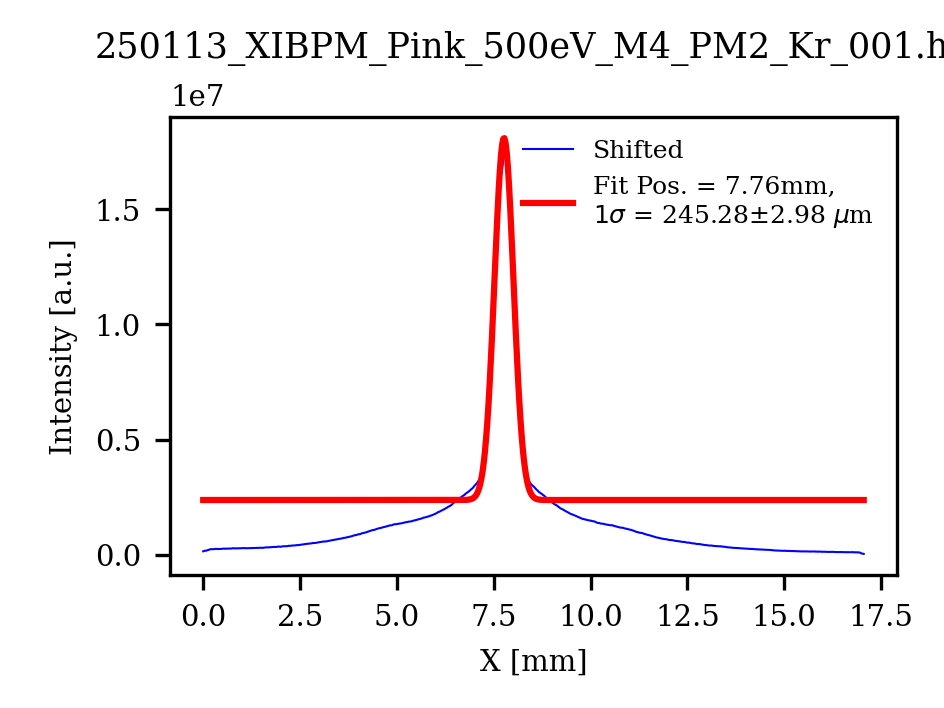 250113_XIBPM_Pink_500eV_M4_PM2_Kr_001.h
1e7
Shifted
Fit Pos. = 7.76mm,
1σ = 245.28±2.98 μm
1.5
1.0
0.5
0.0
Intensity [a.u.]
0.0 2.5 5.0 7.5 10.0 12.5 15.0 17.5
X [mm]